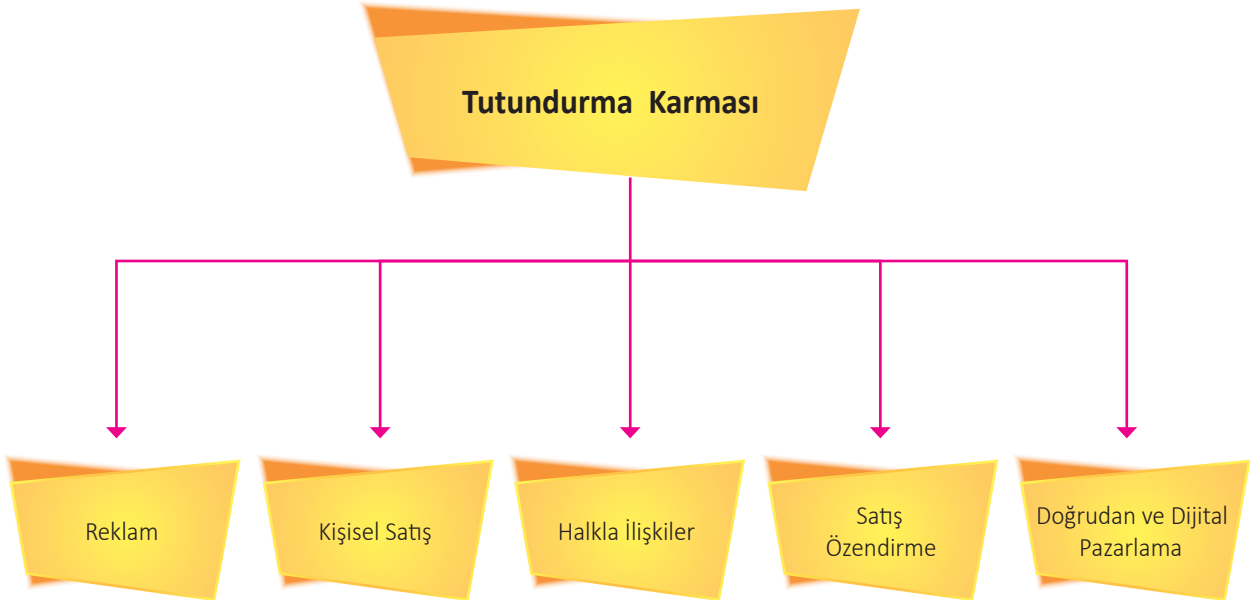 Tutundurma Karması
Reklam
Kişisel Satış
Halkla İlişkiler
Satış
Özendirme
Doğrudan ve Dijital
Pazarlama